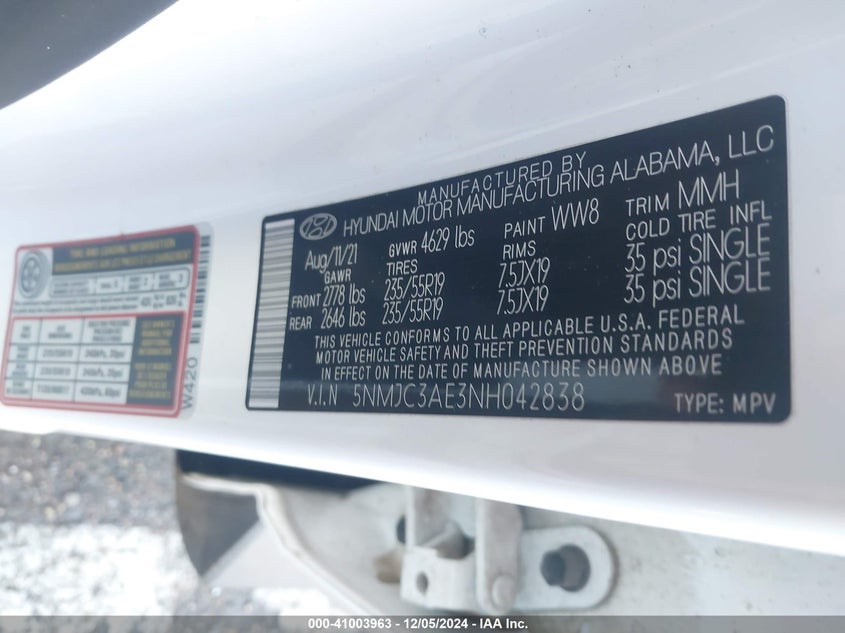 MANUFACTURED BY
HYUNDAI MOTOR MANUFACTURING ALABAMA, LLC
Aug/11/21 GVWR 4629 lbs PAINT WW8 TRIM MMH
GAWR TIRES RIMS COLD TIRE INFL
FRONT 2778 lbs 235/55R19 7.5JX19 35 psi SINGLE
REAR 2646 lbs 235/55R19 7.5JX19 35 psi SINGLE
THIS VEHICLE CONFORMS TO ALL APPLICABLE U.S.A. FEDERAL
MOTOR VEHICLE SAFETY AND THEFT PREVENTION STANDARDS
IN EFFECT ON THE DATE OF MANUFACTURE SHOWN ABOVE.
V.I.N 5NMJC3AE3NH042838 TYPE: MPV
TIRE AND LOADING INFORMATION
W420
000-41003963 - 12/05/2024 - IAA Inc.